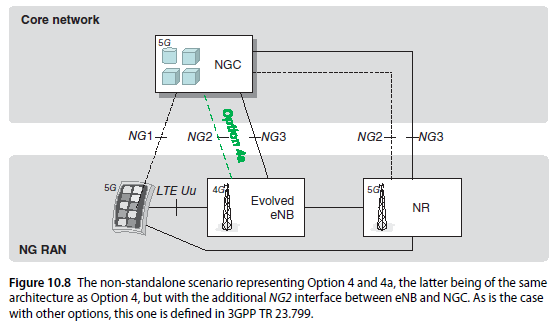 Core network
5G
NGC
Option 4a
NG1
NG2
NG3
NG2
NG3
5G
LTE Uu
4G
Evolved
eNB
5G
NR
NG RAN
Figure 10.8 The non-standalone scenario representing Option 4 and 4a, the latter being of the same
architecture as Option 4, but with the additional NG2 interface between eNB and NGC. As is the case
with other options, this one is defined in 3GPP TR 23.799.